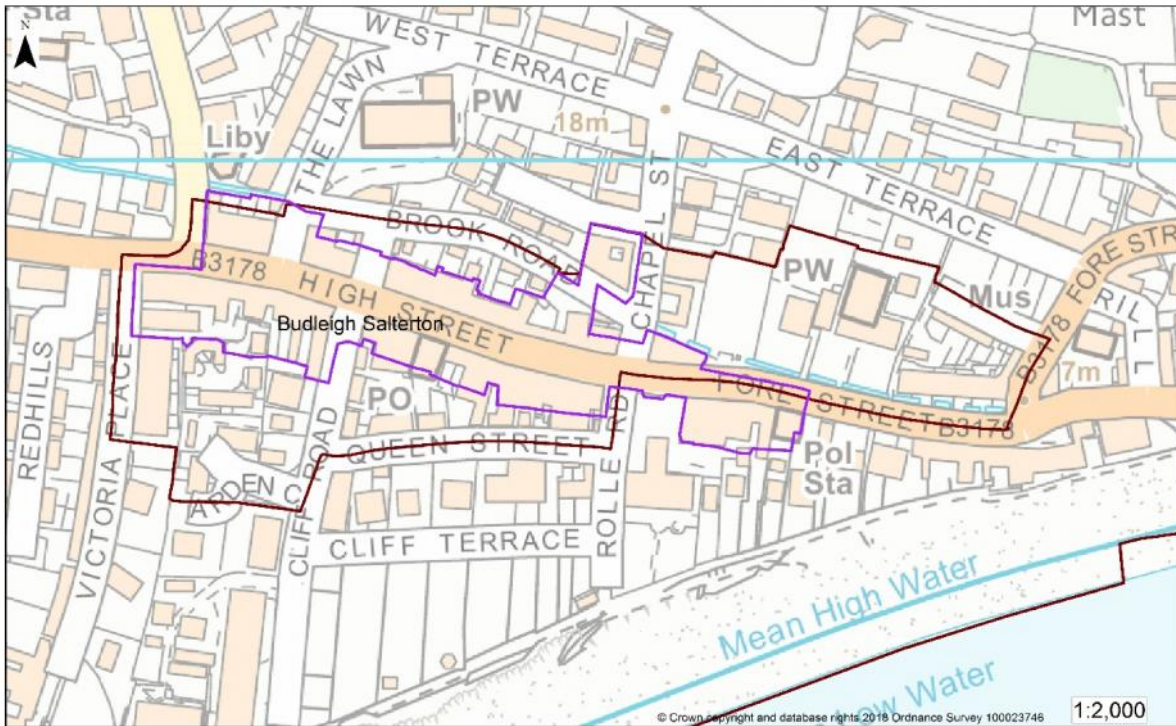 Sta
N
Mast
WEST TERRACE
THE LAWN
PW
18m
Liby
EAST TERRACE
CHAPEL ST
BROOK ROAD
B3178
HIGH STREET
PW
Mus
FORE STR
RILL L
B3178
7m
Budleigh Salterton
REDHILLS
VICTORIA PLACE
PO
FORE STREET
B3178
QUEEN STREET
ROLLE RD
Pol
Sta
ARDEN C
CLIFF ROAD
CLIFF TERRACE
Mean High Water
Low Water
© Crown copyright and database rights 2018 Ordnance Survey 100023746
1:2,000